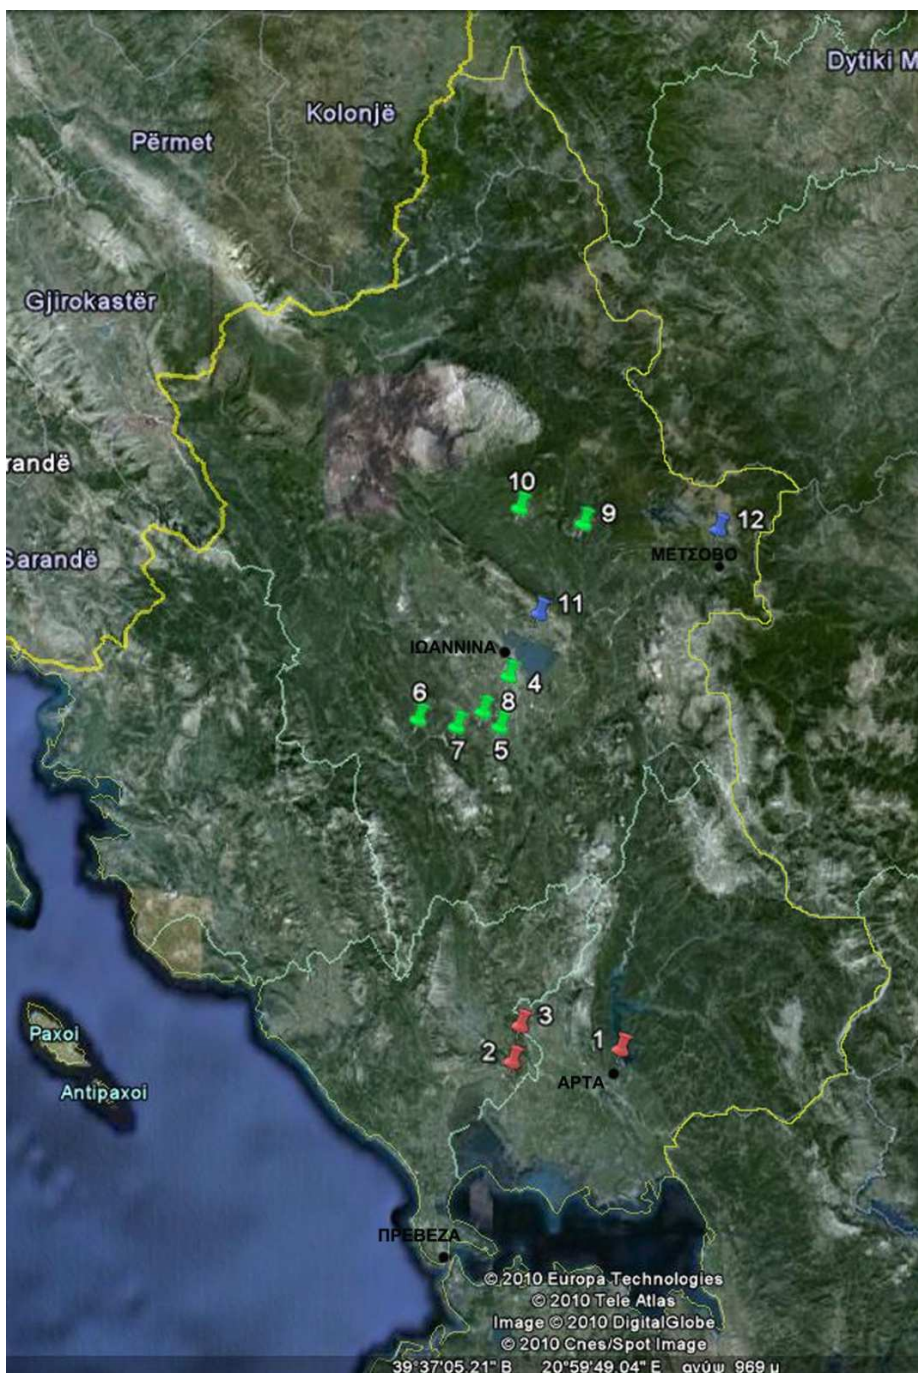 Dytiki M
Kolonjë
Përmet
Gjirokastër
randë
Sarandë
10
9
12
ΜΕΤΣΟΒΟ
11
ΙΩΑΝΝΙΝΑ
4
6
8
7
5
3
Paxoi
1
2
ΑΡΤΑ
Antipaxoi
ΠΡΕΒΕΖΑ
© 2010 Europa Technologies
© 2010 Tele Atlas
Image © 2010 DigitalGlobe
© 2010 Cnes/Spot Image
39°37'05.21" Β 20°59'49.04" Ε ανύψ 969 μ